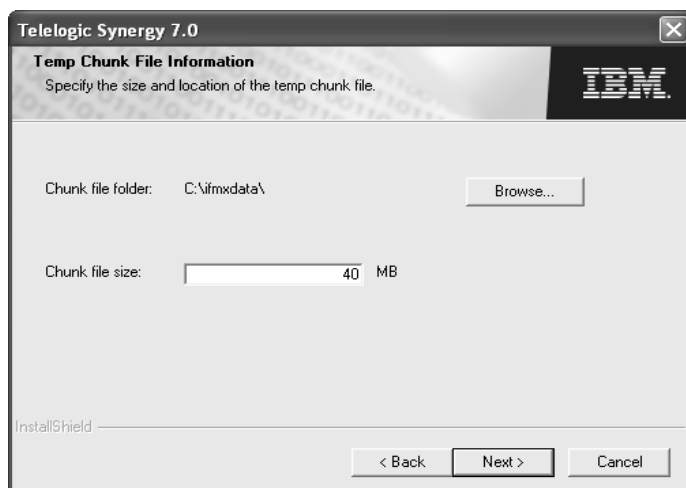 Telelogic Synergy 7.0
Temp Chunk File Information
Specify the size and location of the temp chunk file.
IBM.
Chunk file folder: C:\ifmxdata\ Browse...
Chunk file size: 40 MB
InstallShield
< Back Next > Cancel